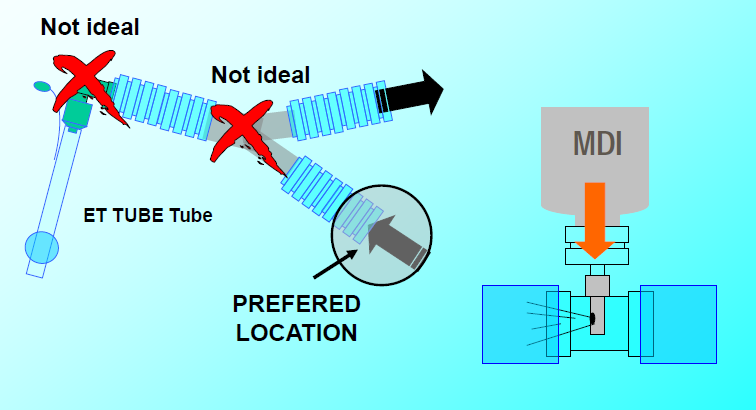 Not ideal
Not ideal
MDI
ET TUBE Tube
PREFERED
LOCATION